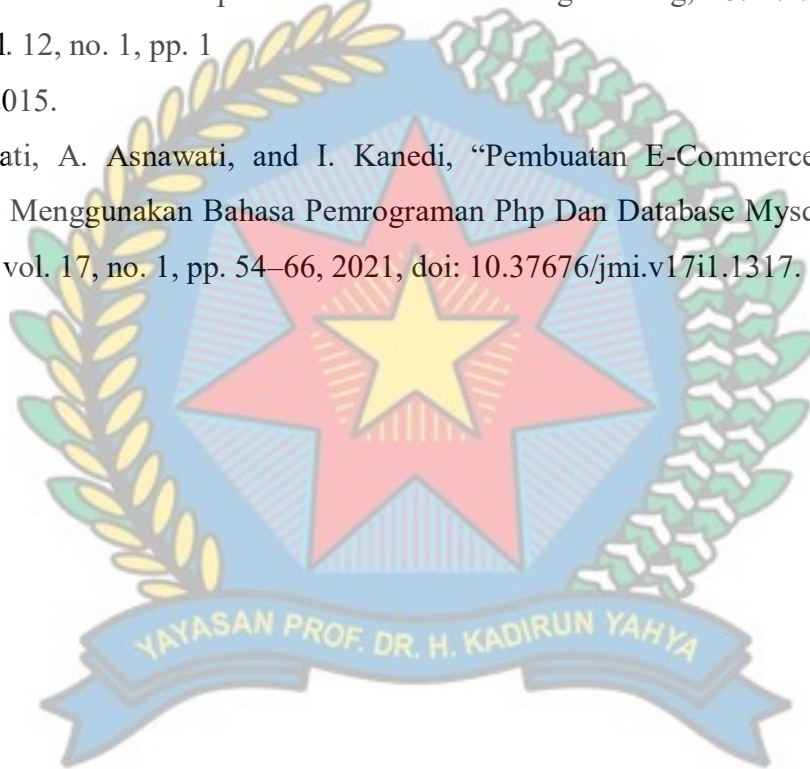 l. 12, no. 1, pp. 1
015.
ati, A. Asnawati, and I. Kanedi, “Pembuatan E-Commerce
Menggunakan Bahasa Pemrograman Php Dan Database Mysq
vol. 17, no. 1, pp. 54–66, 2021, doi: 10.37676/jmi.v17i1.1317.
YAYASAN PROF. DR. H. KADIRUN YAHYA